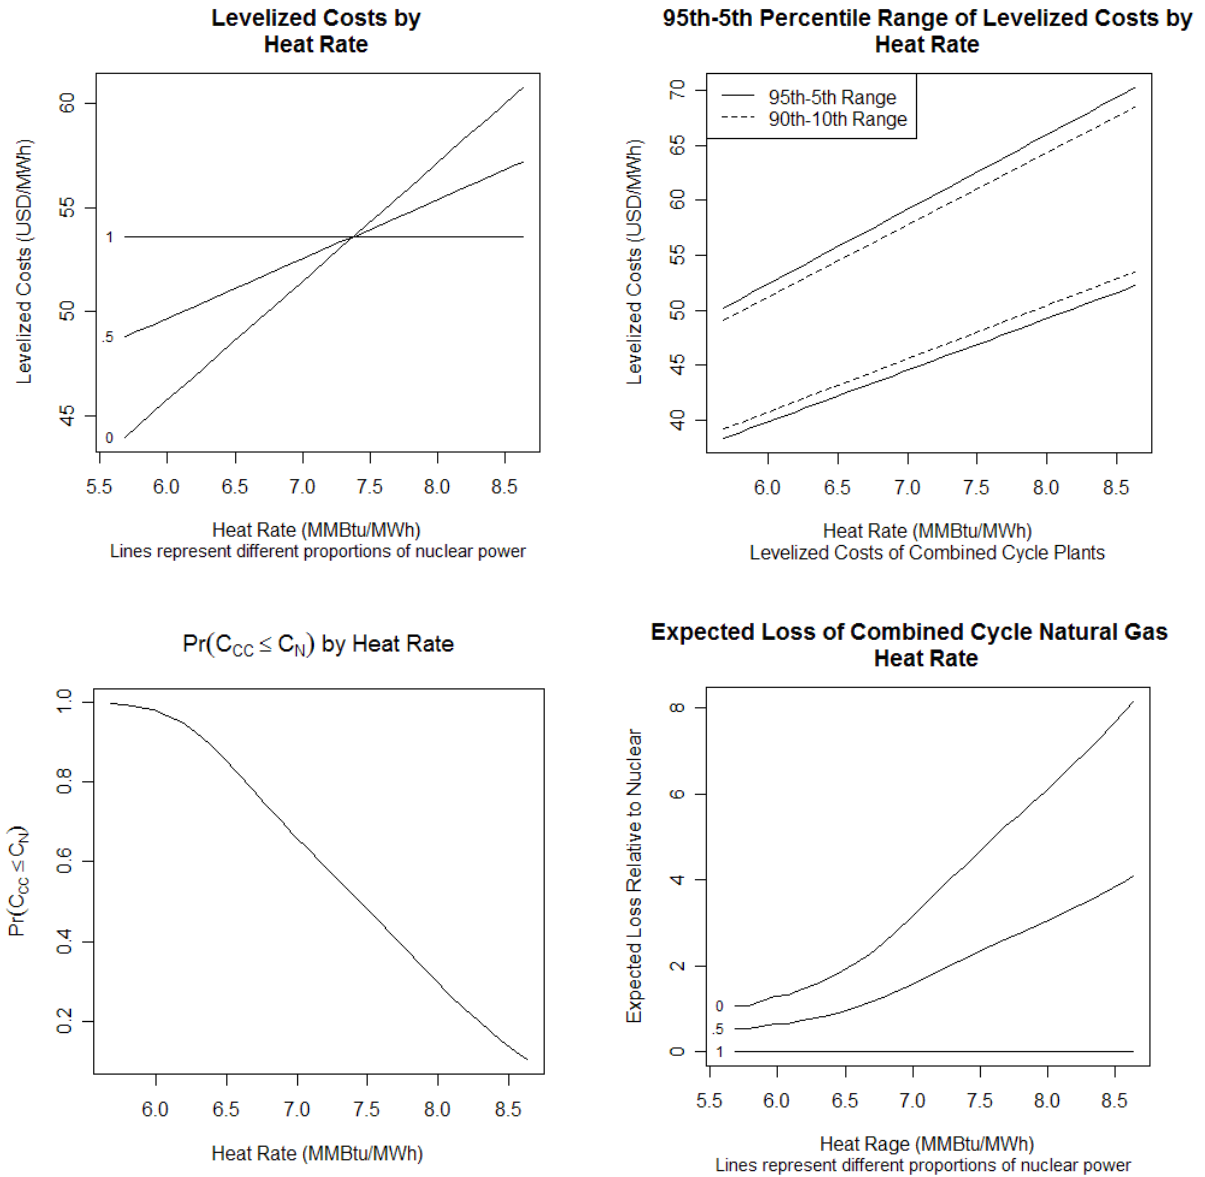 Levelized Costs by
Heat Rate
Levelized Costs (USD/MWh)
60
55
50
45
1
.5
0
5.5 6.0 6.5 7.0 7.5 8.0 8.5
Heat Rate (MMBtu/MWh)
Lines represent different proportions of nuclear power
95th-5th Percentile Range of Levelized Costs by
Heat Rate
95th-5th Range
90th-10th Range
Levelized Costs (USD/MWh)
70
65
60
55
50
45
40
6.0 6.5 7.0 7.5 8.0 8.5
Heat Rate (MMBtu/MWh)
Levelized Costs of Combined Cycle Plants
Pr(C_CC ≤ C_N) by Heat Rate
Pr(C_CC ≤ C_N)
1.0
0.8
0.6
0.4
0.2
6.0 6.5 7.0 7.5 8.0 8.5
Heat Rate (MMBtu/MWh)
Expected Loss of Combined Cycle Natural Gas
Heat Rate
Expected Loss Relative to Nuclear
8
6
4
2
0
0
.5
1
5.5 6.0 6.5 7.0 7.5 8.0 8.5
Heat Rage (MMBtu/MWh)
Lines represent different proportions of nuclear power